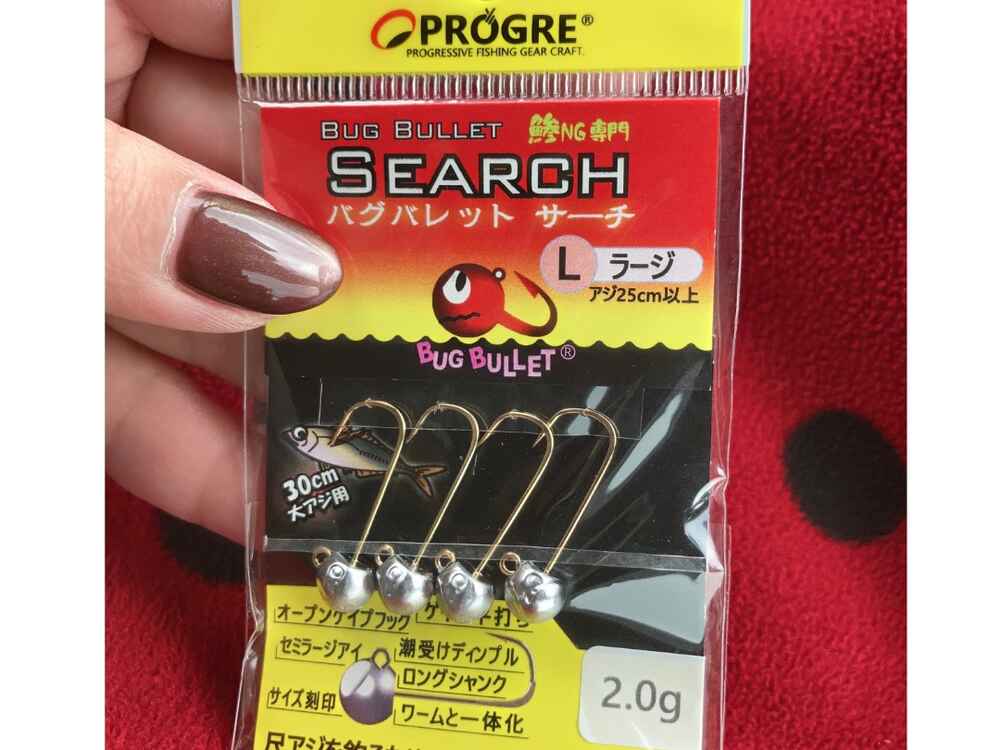 PROGRE®
PROGRESSIVE FISHING GEAR CRAFT.
BUG BULLET 鯵NG専門
SEARCH
バグバレット サーチ
L ラージ
アジ25cm以上
BUG BULLET®
30cm
大アジ用
オープンゲイプフック
セミラージアイ
潮受けディンプル
ロングシャンク
サイズ刻印
ワームと一体化
2.0g